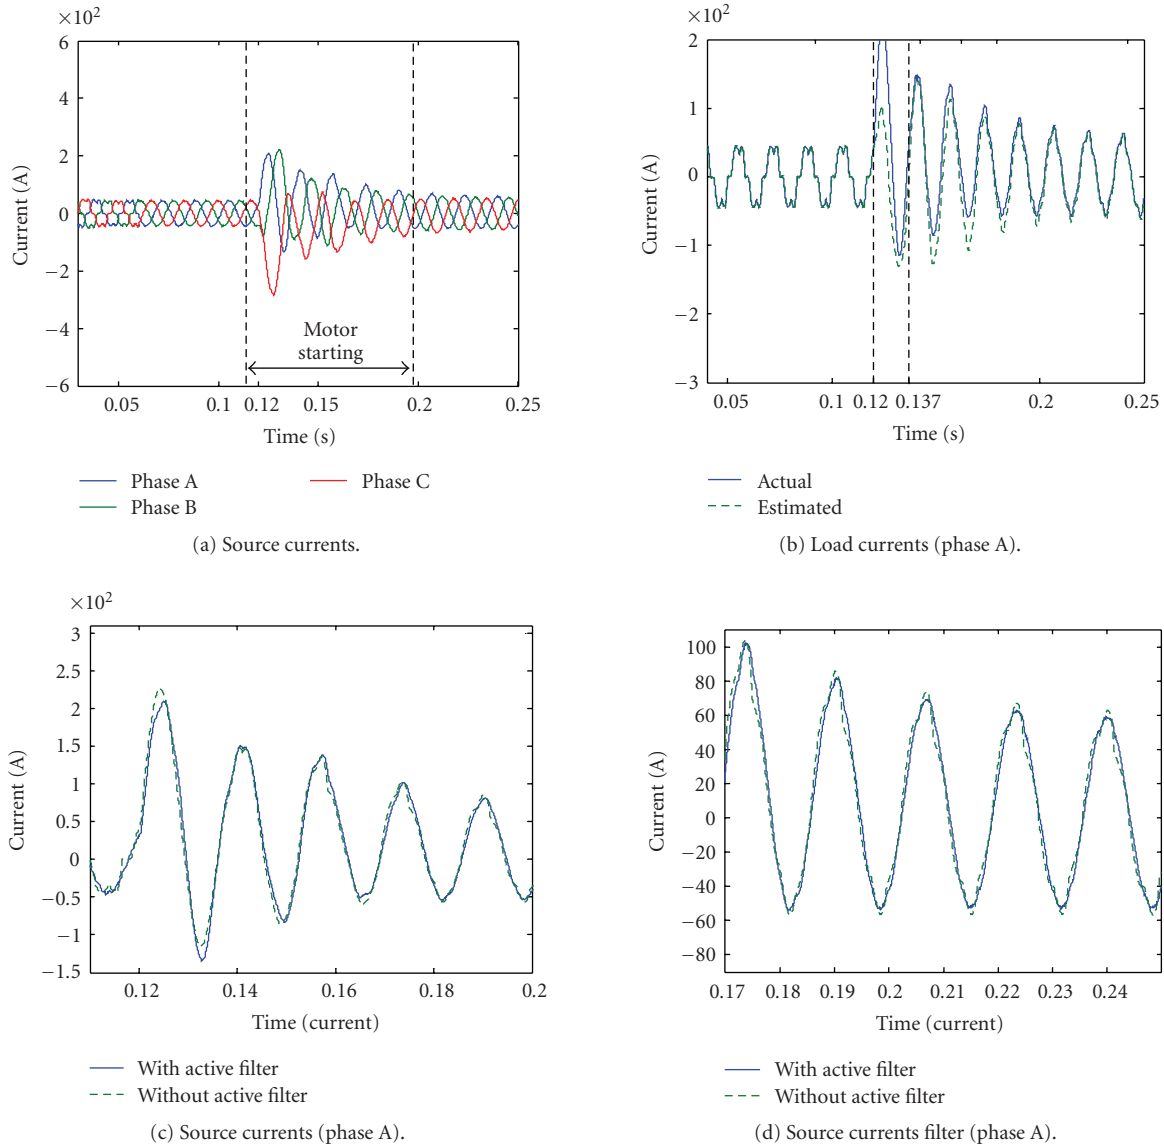 ×10²
6
4
2
0
−2
−4
−6
Current (A)
Motor
starting
0.05 0.1 0.12 0.15 0.2 0.25
Time (s)
Phase A
Phase B
Phase C
(a) Source currents.
×10²
2
1
0
−1
−2
−3
Current (A)
0.05 0.1 0.12 0.137 0.2 0.25
Time (s)
Actual
Estimated
(b) Load currents (phase A).
×10²
3
2.5
2
1.5
1
0.5
0
−0.5
−1
−1.5
Current (A)
0.12 0.14 0.16 0.18 0.2
Time (current)
With active filter
Without active filter
(c) Source currents (phase A).
100
80
60
40
20
0
−20
−40
−60
−80
Current (A)
0.17 0.18 0.19 0.2 0.21 0.22 0.23 0.24
Time (current)
With active filter
Without active filter
(d) Source currents filter (phase A).